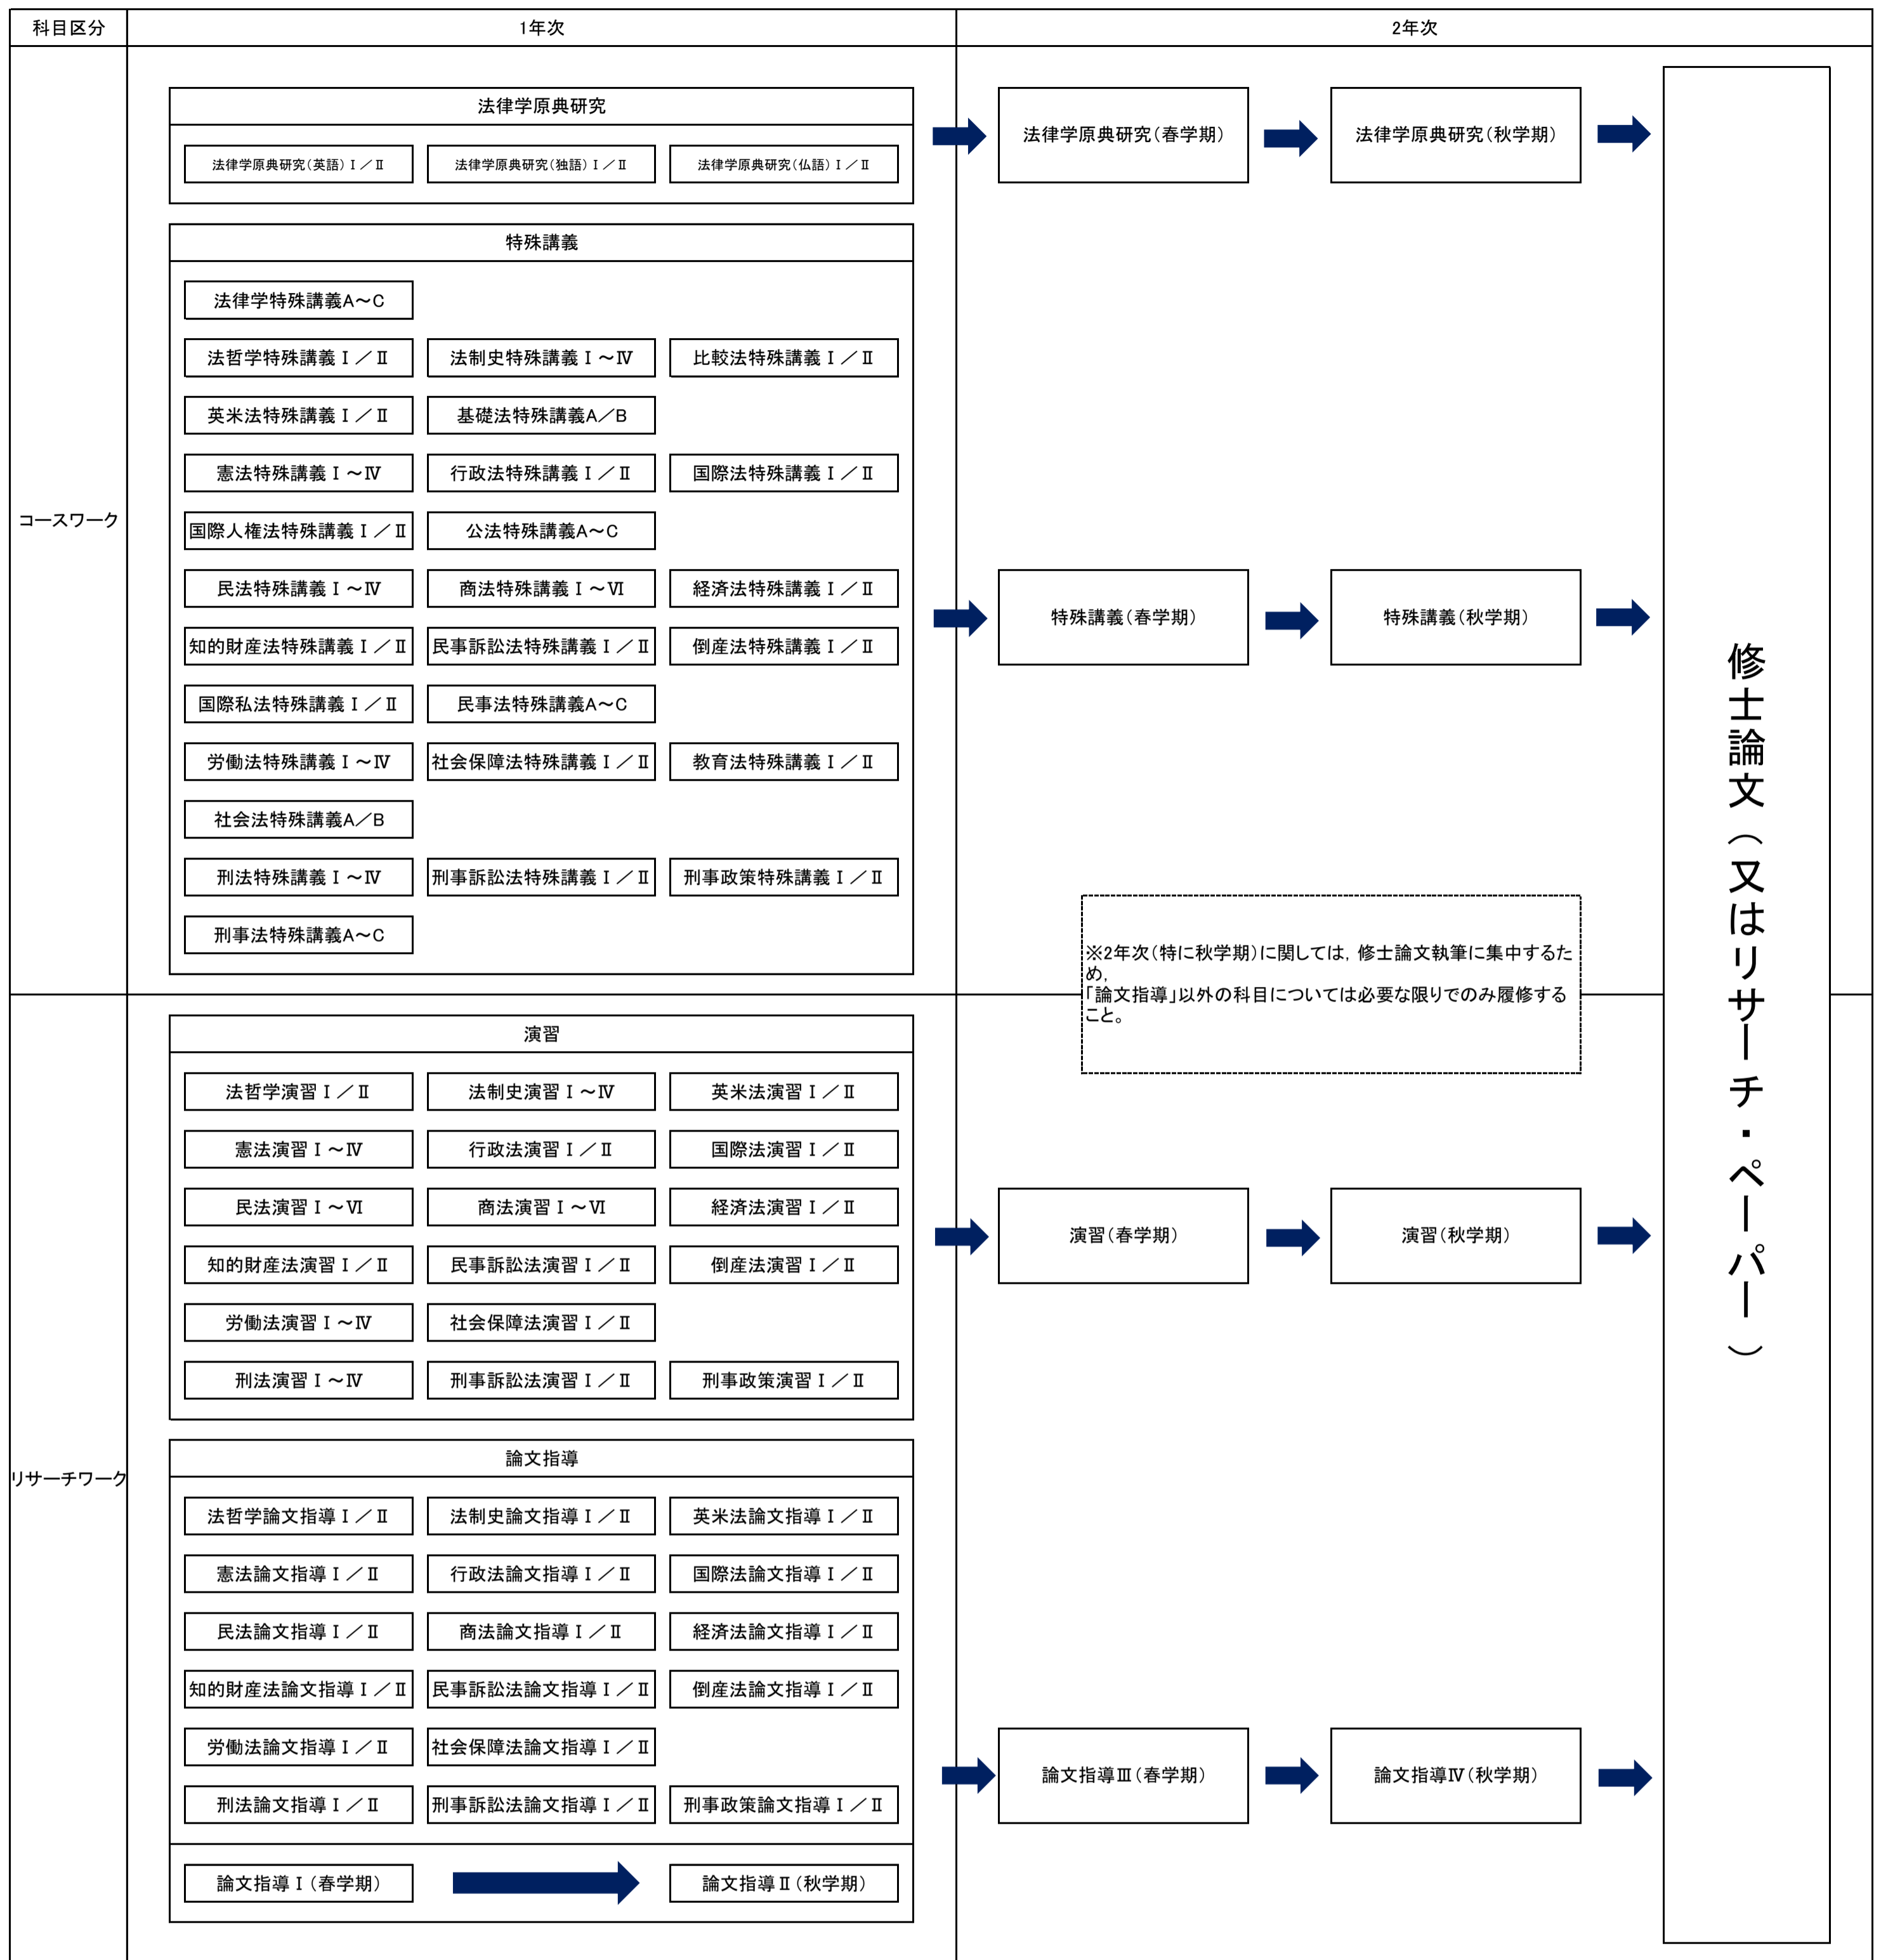 科目区分
1年次
2年次
コースワーク
法律学原典研究
法律学原典研究(英語)Ⅰ/Ⅱ
法律学原典研究(独語)Ⅰ/Ⅱ
法律学原典研究(仏語)Ⅰ/Ⅱ
法律学原典研究(春学期)
法律学原典研究(秋学期)
特殊講義
法律学特殊講義A~C
法哲学特殊講義Ⅰ/Ⅱ
法制史特殊講義Ⅰ~Ⅳ
比較法特殊講義Ⅰ/Ⅱ
英米法特殊講義Ⅰ/Ⅱ
基礎法特殊講義A/B
憲法特殊講義Ⅰ~Ⅳ
行政法特殊講義Ⅰ/Ⅱ
国際法特殊講義Ⅰ/Ⅱ
国際人権法特殊講義Ⅰ/Ⅱ
公法特殊講義A~C
民法特殊講義Ⅰ~Ⅳ
商法特殊講義Ⅰ~Ⅵ
経済法特殊講義Ⅰ/Ⅱ
知的財産法特殊講義Ⅰ/Ⅱ
民事訴訟法特殊講義Ⅰ/Ⅱ
倒産法特殊講義Ⅰ/Ⅱ
国際私法特殊講義Ⅰ/Ⅱ
民事法特殊講義A~C
労働法特殊講義Ⅰ~Ⅳ
社会保障法特殊講義Ⅰ/Ⅱ
教育法特殊講義Ⅰ/Ⅱ
社会法特殊講義A/B
刑法特殊講義Ⅰ~Ⅳ
刑事訴訟法特殊講義Ⅰ/Ⅱ
刑事政策特殊講義Ⅰ/Ⅱ
刑事法特殊講義A~C
特殊講義(春学期)
特殊講義(秋学期)
※2年次(特に秋学期)に関しては,修士論文執筆に集中するた
め,
「論文指導」以外の科目については必要な限りでのみ履修する
こと。
リサーチワーク
演習
法哲学演習Ⅰ/Ⅱ
法制史演習Ⅰ~Ⅳ
英米法演習Ⅰ/Ⅱ
憲法演習Ⅰ~Ⅳ
行政法演習Ⅰ/Ⅱ
国際法演習Ⅰ/Ⅱ
民法演習Ⅰ~Ⅵ
商法演習Ⅰ~Ⅵ
経済法演習Ⅰ/Ⅱ
知的財産法演習Ⅰ/Ⅱ
民事訴訟法演習Ⅰ/Ⅱ
倒産法演習Ⅰ/Ⅱ
労働法演習Ⅰ~Ⅳ
社会保障法演習Ⅰ/Ⅱ
刑法演習Ⅰ~Ⅳ
刑事訴訟法演習Ⅰ/Ⅱ
刑事政策演習Ⅰ/Ⅱ
演習(春学期)
演習(秋学期)
論文指導
法哲学論文指導Ⅰ/Ⅱ
法制史論文指導Ⅰ/Ⅱ
英米法論文指導Ⅰ/Ⅱ
憲法論文指導Ⅰ/Ⅱ
行政法論文指導Ⅰ/Ⅱ
国際法論文指導Ⅰ/Ⅱ
民法論文指導Ⅰ/Ⅱ
商法論文指導Ⅰ/Ⅱ
経済法論文指導Ⅰ/Ⅱ
知的財産法論文指導Ⅰ/Ⅱ
民事訴訟法論文指導Ⅰ/Ⅱ
倒産法論文指導Ⅰ/Ⅱ
労働法論文指導Ⅰ/Ⅱ
社会保障法論文指導Ⅰ/Ⅱ
刑法論文指導Ⅰ/Ⅱ
刑事訴訟法論文指導Ⅰ/Ⅱ
刑事政策論文指導Ⅰ/Ⅱ
論文指導Ⅰ(春学期)
論文指導Ⅱ(秋学期)
論文指導Ⅲ(春学期)
論文指導Ⅳ(秋学期)
修士論文(又はリサーチ・ペーパー)